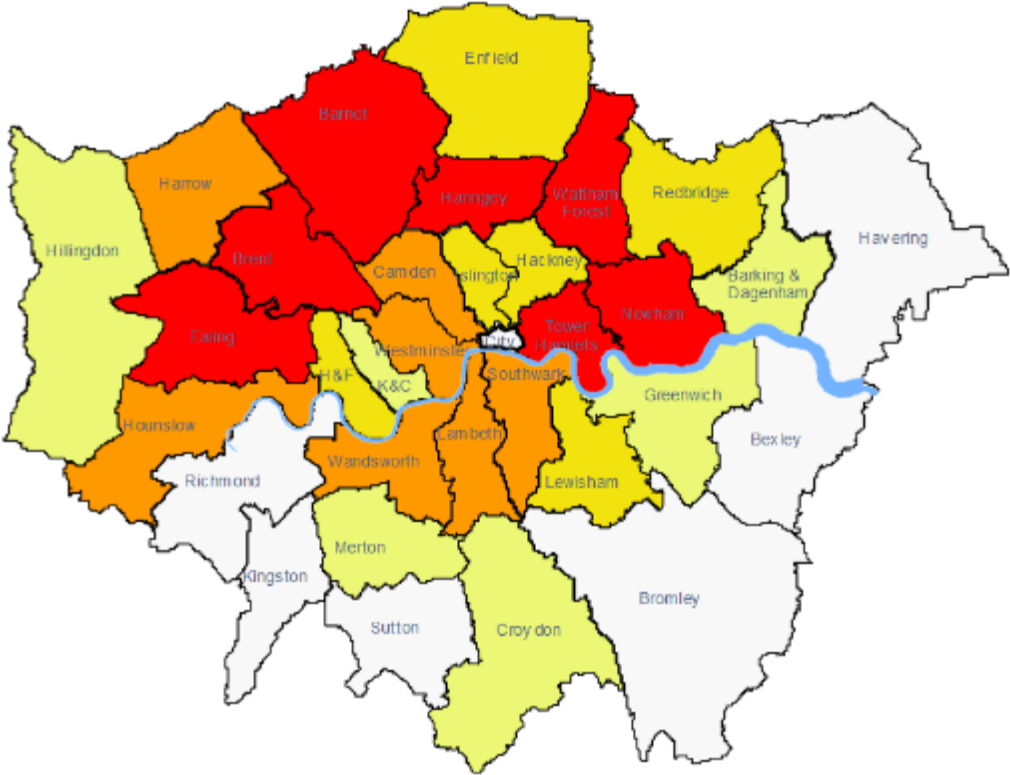 Enfield
Barnet
Harrow
Haringey
Waltham
Forest
Redbridge
Havering
Hillingdon
Brent
Camden
Islington
Hackney
Barking &
Dagenham
Ealing
Newham
Tower
Hamlets
City
Westminster
H&F
K&C
Southwark
Greenwich
Hounslow
Lambeth
Bexley
Wandsworth
Richmond
Lewisham
Merton
Kingston
Bromley
Sutton
Croydon